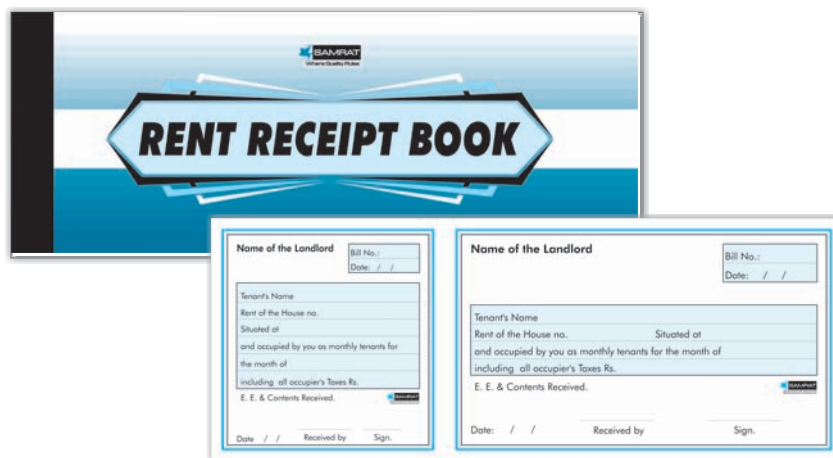 SAMRAT
Where Quality Rules
RENT RECEIPT BOOK
Name of the Landlord
Bill No.:
Date: / /
Tenant's Name
Rent of the House no.
Situated at
and occupied by you as monthly tenants for
the month of
including all occupier's Taxes Rs.
E. E. & Contents Received.
SAMRAT
Date / / Received by Sign.
Name of the Landlord
Bill No.:
Date: / /
Tenant's Name
Rent of the House no. Situated at
and occupied by you as monthly tenants for the month of
including all occupier's Taxes Rs.
E. E. & Contents Received.
SAMRAT
Date: / / Received by Sign.